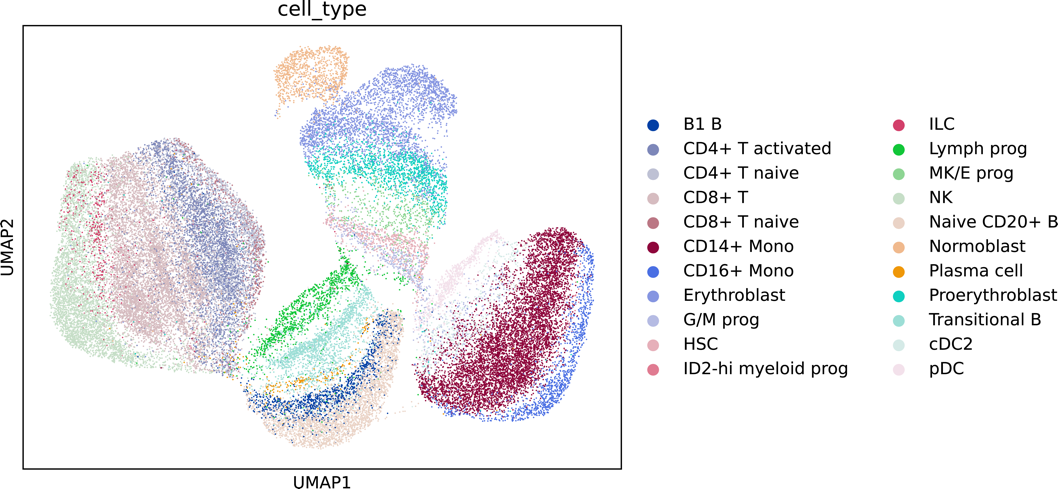 cell_type
UMAP2
UMAP1
B1 B
CD4+ T activated
CD4+ T naive
CD8+ T
CD8+ T naive
CD14+ Mono
CD16+ Mono
Erythroblast
G/M prog
HSC
ID2-hi myeloid prog
ILC
Lymph prog
MK/E prog
NK
Naive CD20+ B
Normoblast
Plasma cell
Proerythroblast
Transitional B
cDC2
pDC